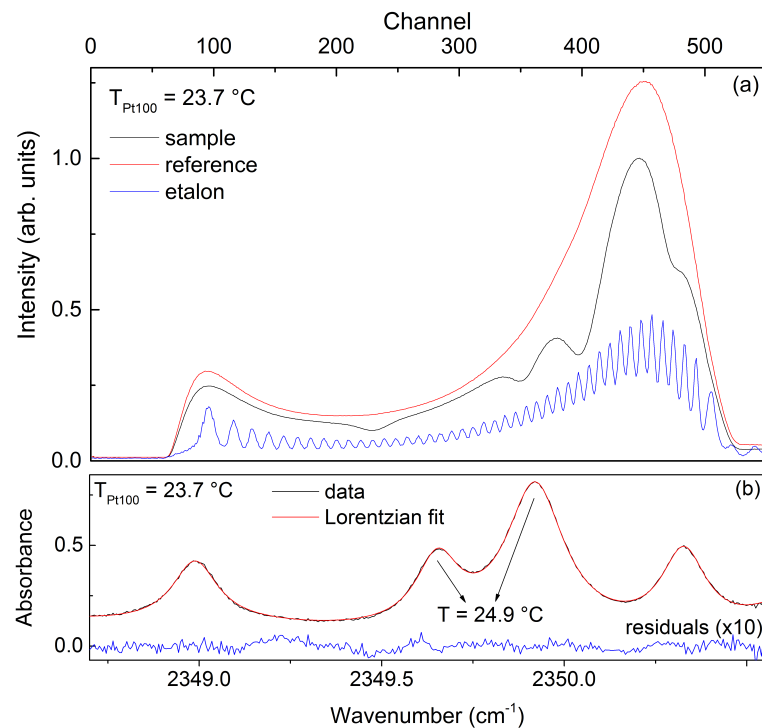 Channel
0 100 200 300 400 500
(a)
T_Pt100 = 23.7 °C
sample
reference
etalon
Intensity (arb. units)
1.0
0.5
0.0
(b)
T_Pt100 = 23.7 °C
data
Lorentzian fit
Absorbance
0.5
0.0
T = 24.9 °C
residuals (x10)
2349.0 2349.5 2350.0
Wavenumber (cm⁻¹)